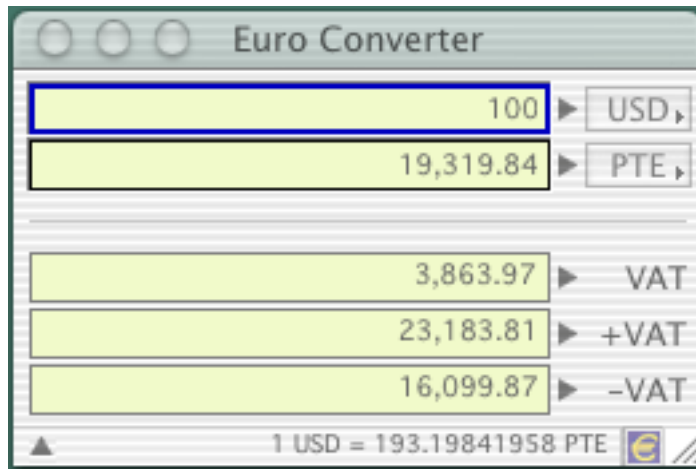 Euro Converter
100 USD
19,319.84 PTE
3,863.97 VAT
23,183.81 +VAT
16,099.87 -VAT
1 USD = 193.19841958 PTE €